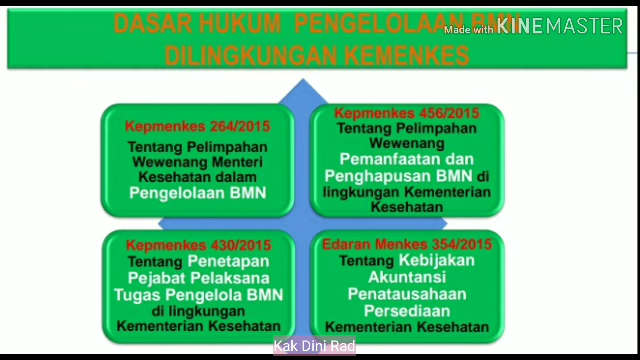 DASAR HUKUM PENGELOLAAN BMN
Made with KINEMASTER
DILINGKUNGAN KEMENKES
Kepmenkes 264/2015
Tentang Pelimpahan
Wewenang Menteri
Kesehatan dalam
Pengelolaan BMN
Kepmenkes 456/2015
Tentang Pelimpahan
Wewenang
Pemanfaatan dan
Penghapusan BMN di
lingkungan Kementerian
Kesehatan
Kepmenkes 430/2015
Tentang Penetapan
Pejabat Pelaksana
Tugas Pengelola BMN
di lingkungan
Kementerian Kesehatan
Edaran Menkes 354/2015
Tentang Kebijakan
Akuntansi
Penatausahaan
Persediaan
Kementerian Kesehatan
Kak Dini Rad